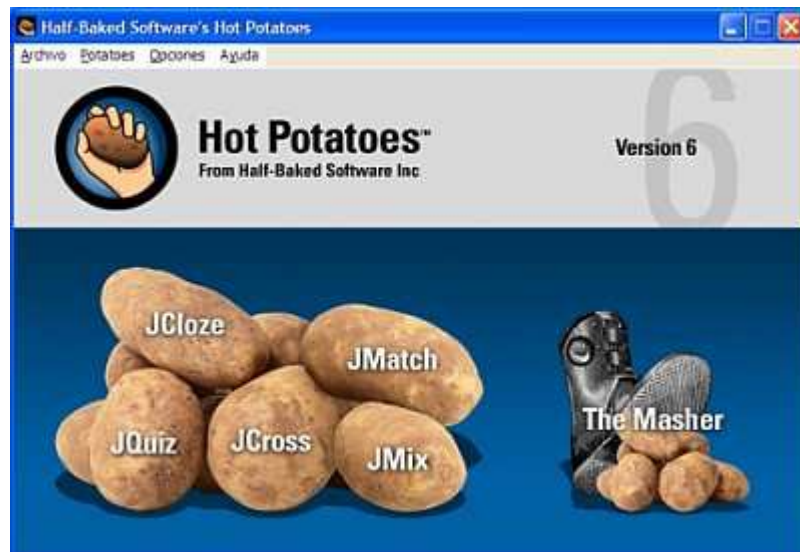 Half-Baked Software's Hot Potatoes
Archivo Potatoes Opciones Ayuda
Hot Potatoes™
From Half-Baked Software Inc
Version 6
6
JCloze
JMatch
JQuiz
JCross
JMix
The Masher